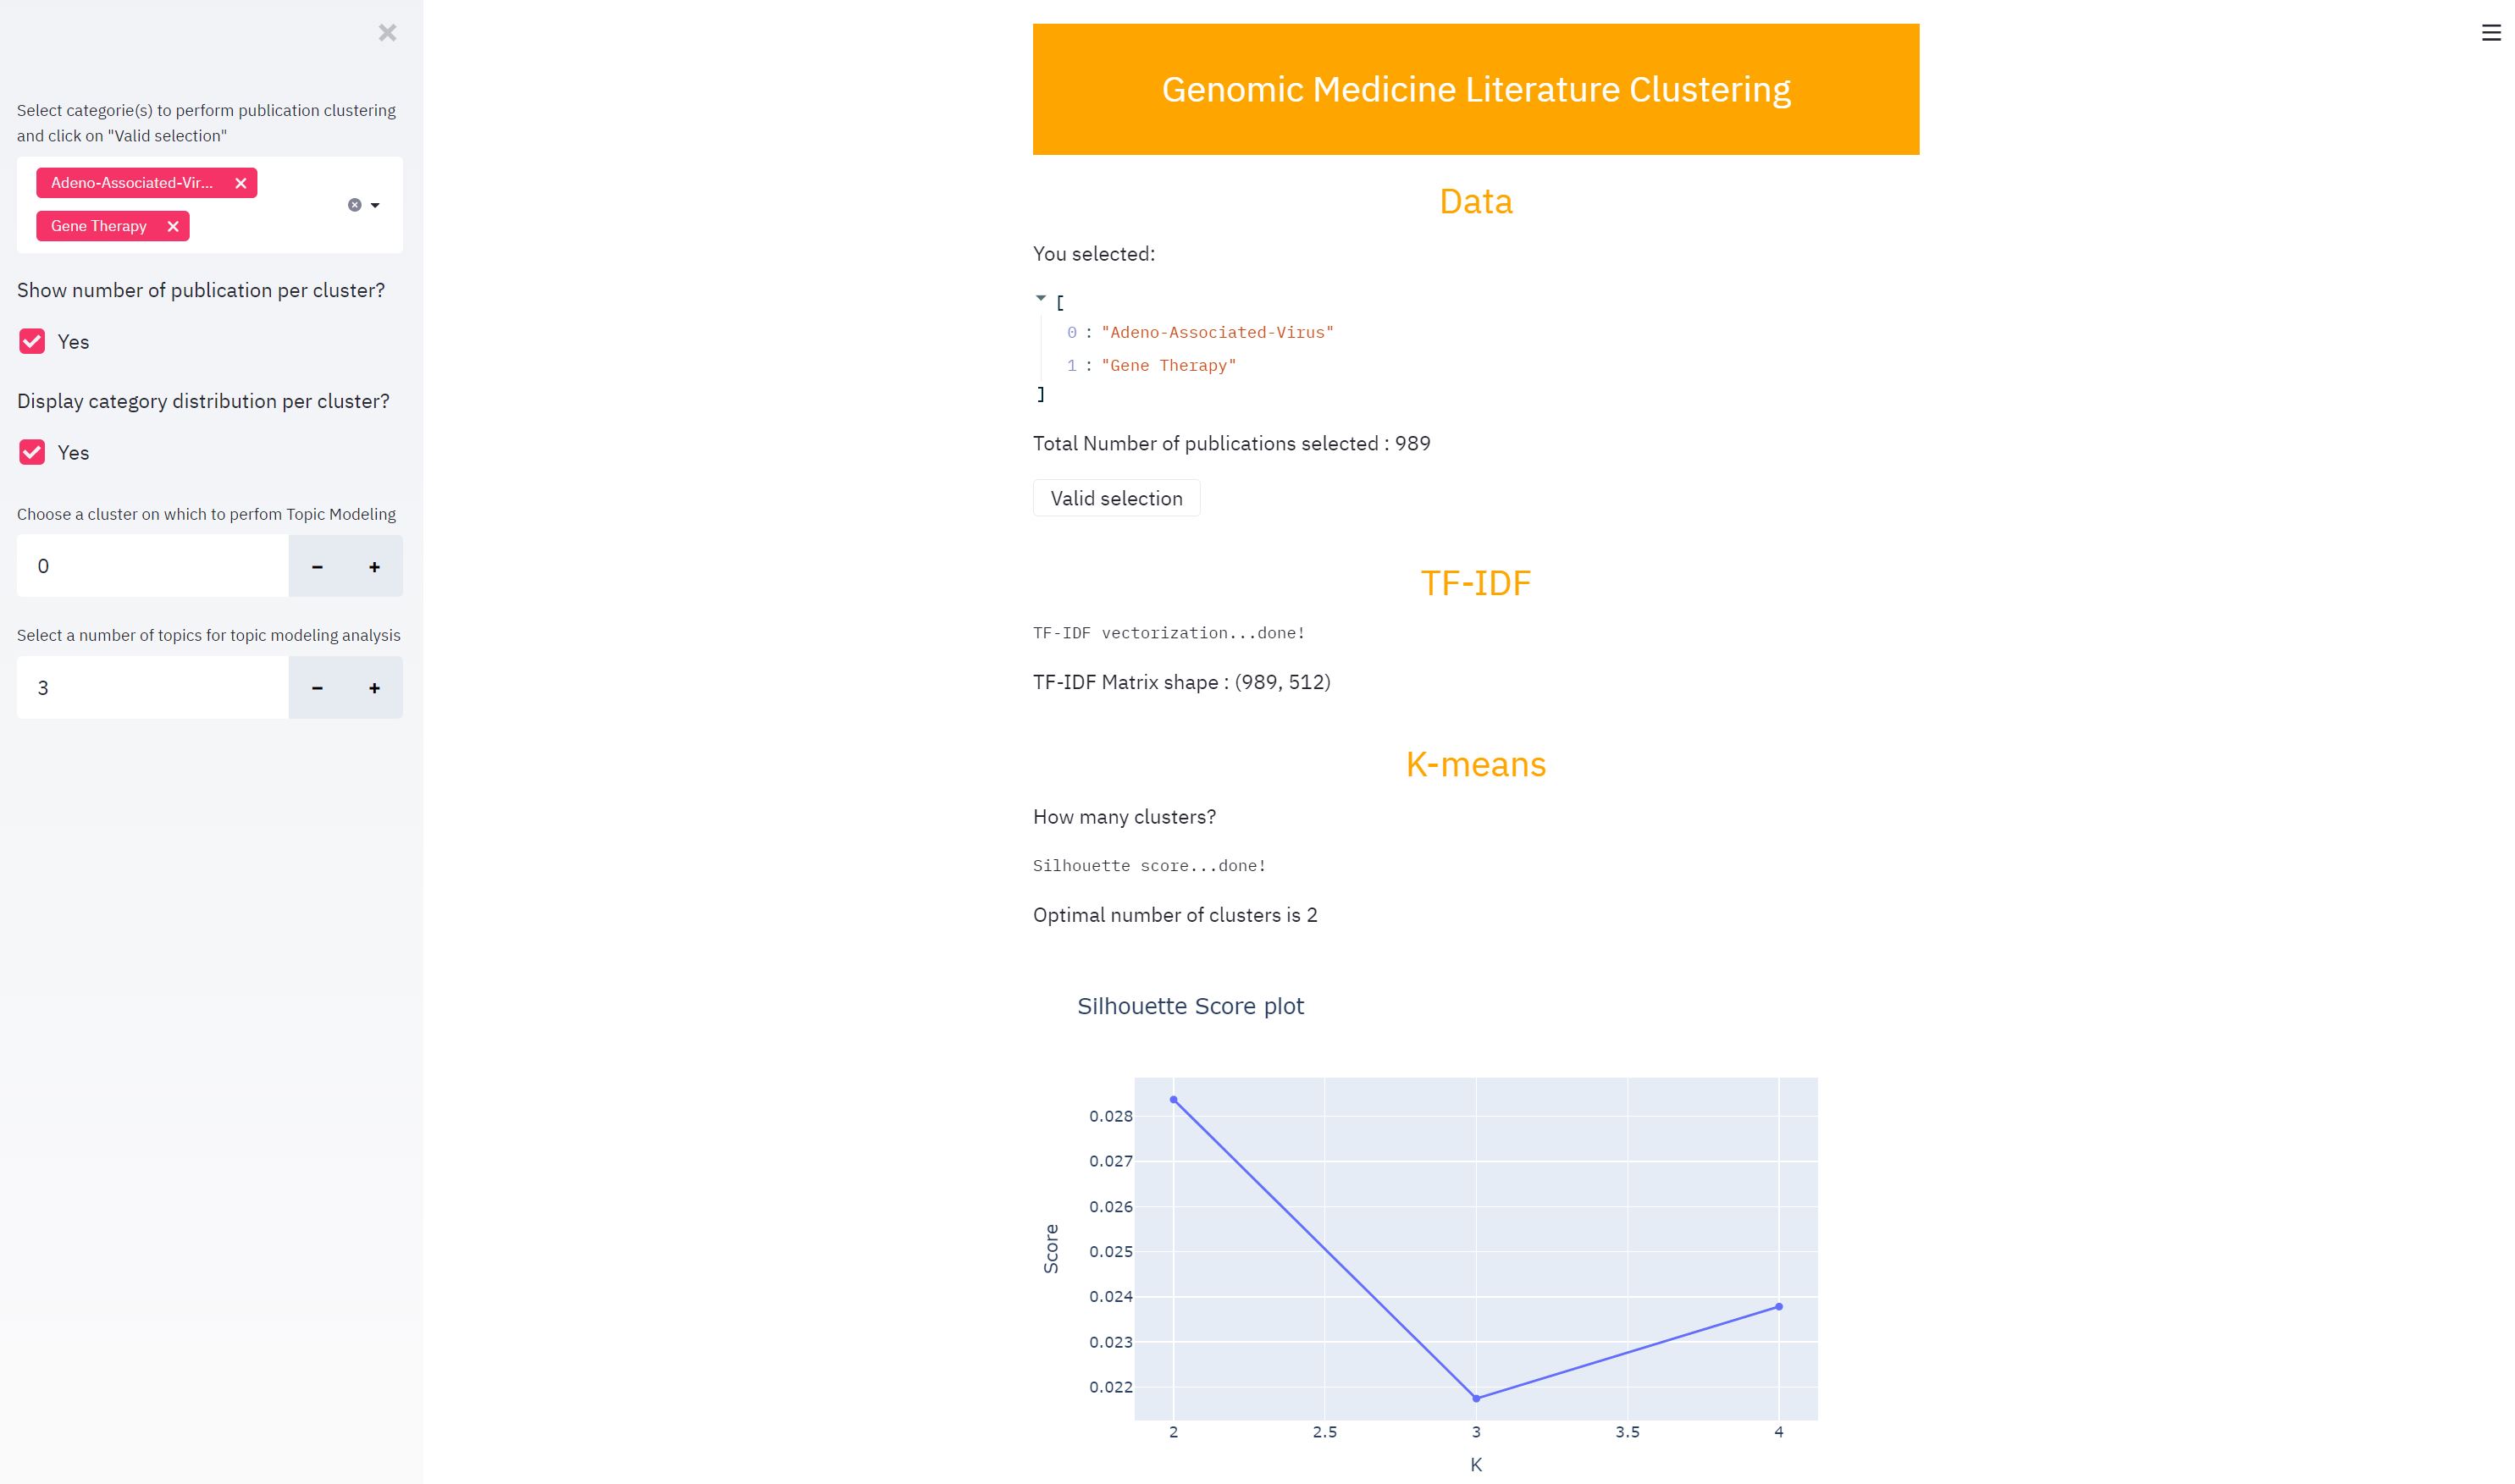 Select categorie(s) to perform publication clustering
and click on "Valid selection"
Adeno-Associated-Vir...
Gene Therapy
Show number of publication per cluster?
Yes
Display category distribution per cluster?
Yes
Choose a cluster on which to perfom Topic Modeling
0
Select a number of topics for topic modeling analysis
3
Genomic Medicine Literature Clustering
Data
You selected:
[
0 : "Adeno-Associated-Virus"
1 : "Gene Therapy"
]
Total Number of publications selected : 989
Valid selection
TF-IDF
TF-IDF vectorization...done!
TF-IDF Matrix shape : (989, 512)
K-means
How many clusters?
Silhouette score...done!
Optimal number of clusters is 2
Silhouette Score plot
0.028
0.027
0.026
0.025
0.024
0.023
0.022
Score
2 2.5 3 3.5 4
K